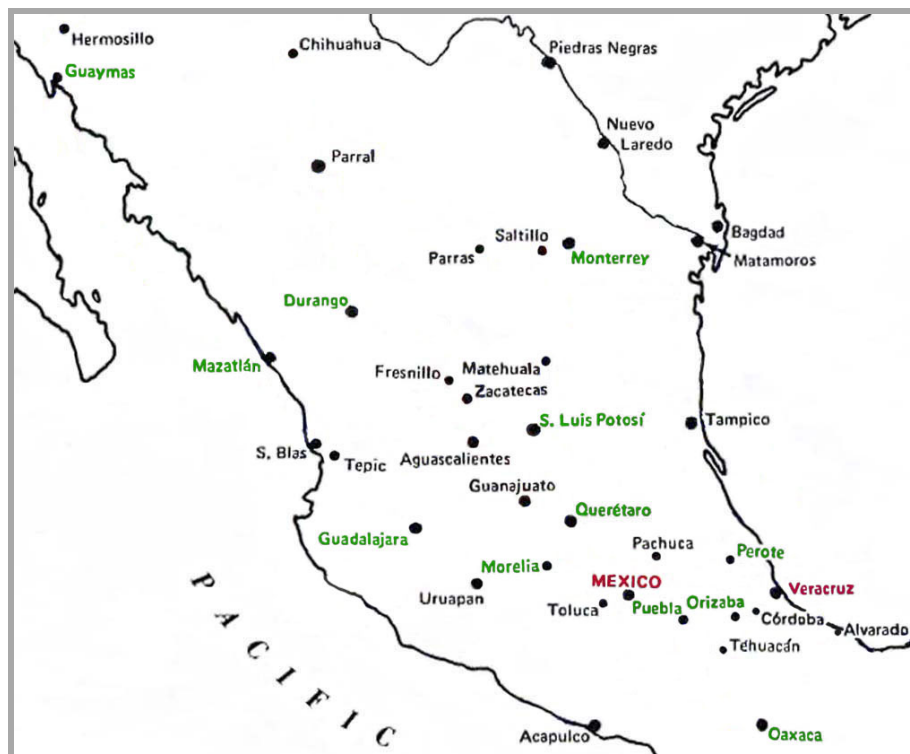 Hermosillo
Chihuahua
Piedras Negras
Guaymas
Nuevo
Laredo
Parral
Bagdad
Saltillo
Parras
Monterrey
Matamoros
Durango
Mazatlán
Fresnillo
Matehuala
Zacatecas
S. Luis Potosí
Tampico
S. Blas
Tepic
Aguascalientes
Guanajuato
Querétaro
Guadalajara
Pachuca
Perote
Morelia
MEXICO
Veracruz
Uruapan
Toluca
Puebla
Orizaba
Córdoba
Alvarado
Tehuacán
PACIFIC
Acapulco
Oaxaca